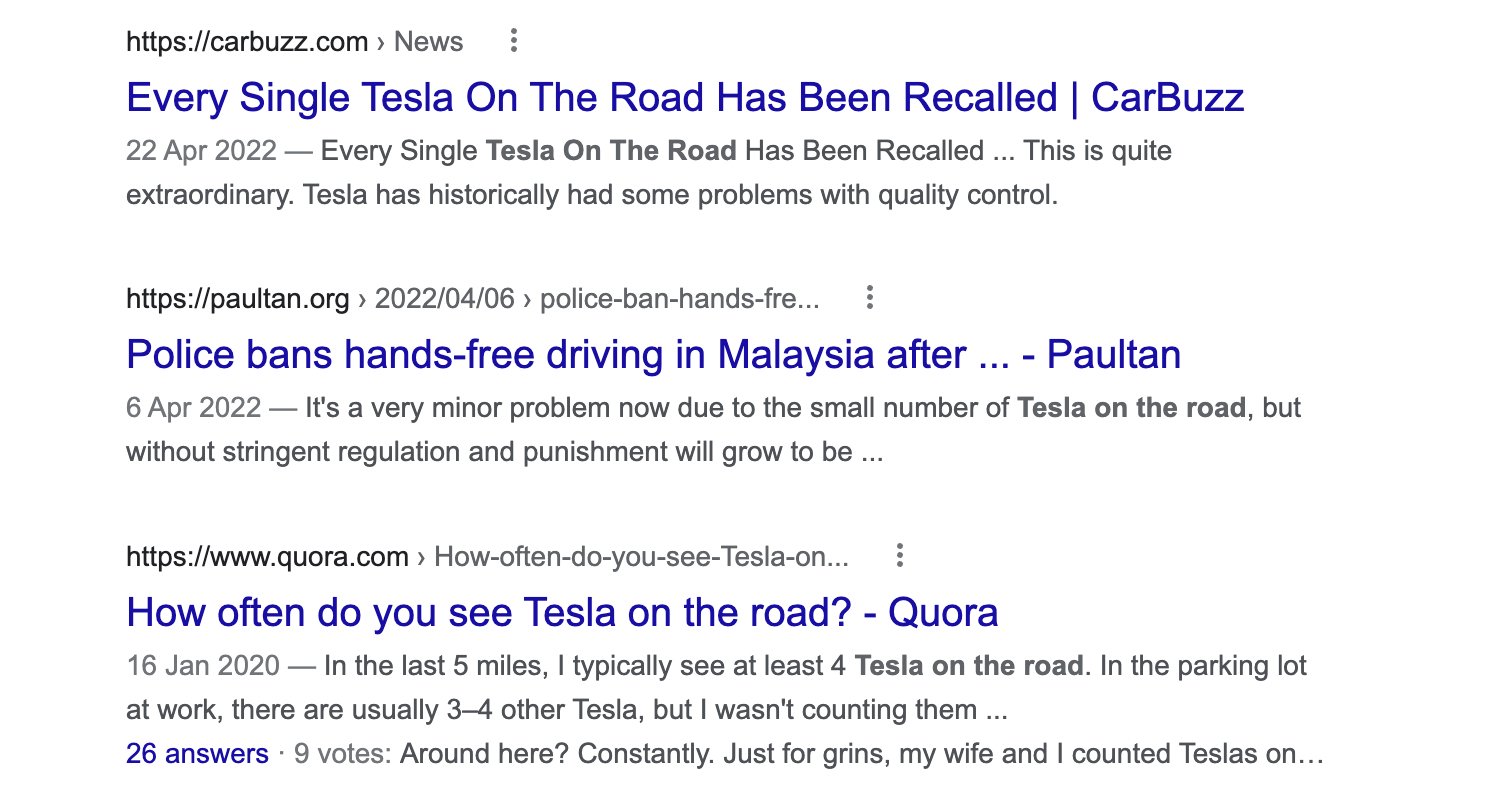 https://carbuzz.com › News
Every Single Tesla On The Road Has Been Recalled | CarBuzz
22 Apr 2022 — Every Single Tesla On The Road Has Been Recalled ... This is quite
extraordinary. Tesla has historically had some problems with quality control.
https://paultan.org › 2022/04/06 › police-ban-hands-fre...
Police bans hands-free driving in Malaysia after ... - Paultan
6 Apr 2022 — It's a very minor problem now due to the small number of Tesla on the road, but
without stringent regulation and punishment will grow to be ...
https://www.quora.com › How-often-do-you-see-Tesla-on...
How often do you see Tesla on the road? - Quora
16 Jan 2020 — In the last 5 miles, I typically see at least 4 Tesla on the road. In the parking lot
at work, there are usually 3–4 other Tesla, but I wasn't counting them ...
26 answers · 9 votes: Around here? Constantly. Just for grins, my wife and I counted Teslas on...